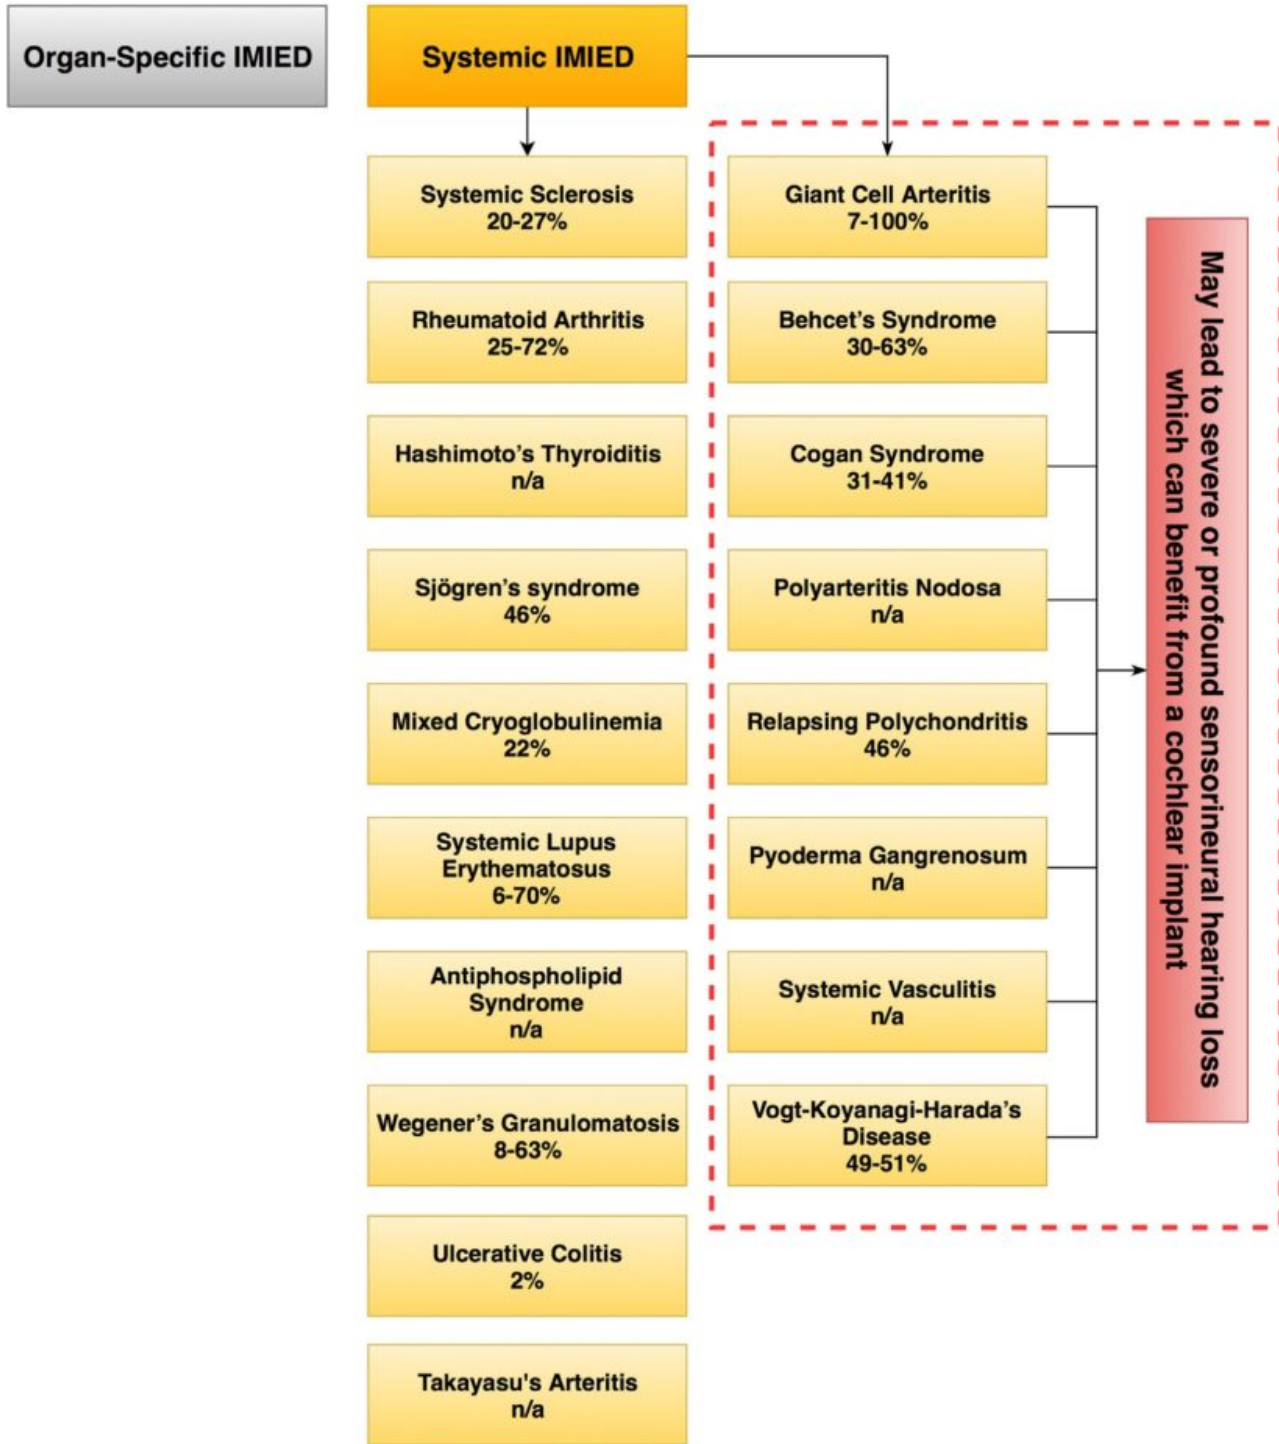 Organ-Specific IMIED
Systemic IMIED
Systemic Sclerosis
20-27%
Rheumatoid Arthritis
25-72%
Hashimoto's Thyroiditis
n/a
Sjögren's syndrome
46%
Mixed Cryoglobulinemia
22%
Systemic Lupus
Erythematosus
6-70%
Antiphospholipid
Syndrome
n/a
Wegener's Granulomatosis
8-63%
Ulcerative Colitis
2%
Takayasu's Arteritis
n/a
Giant Cell Arteritis
7-100%
Behcet's Syndrome
30-63%
Cogan Syndrome
31-41%
Polyarteritis Nodosa
n/a
Relapsing Polychondritis
46%
Pyoderma Gangrenosum
n/a
Systemic Vasculitis
n/a
Vogt-Koyanagi-Harada's
Disease
49-51%
May lead to severe or profound sensorineural hearing loss
which can benefit from a cochlear implant